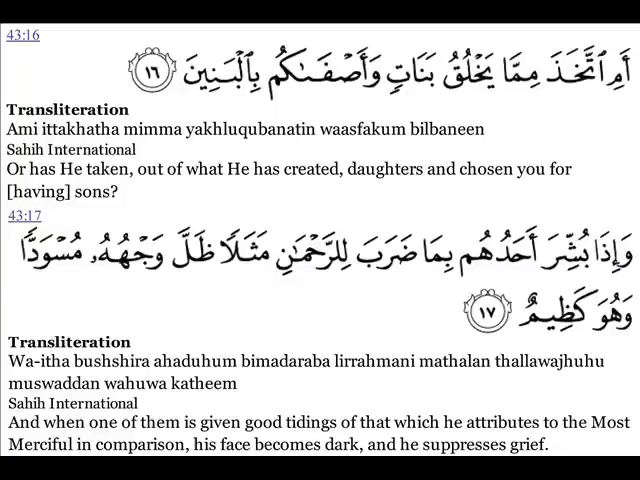 43:16
أَمِ ٱتَّخَذَ مِمَّا يَخْلُقُ بَنَاتٍ وَأَصْفَىٰكُم بِٱلْبَنِينَ ١٦
Transliteration
Ami ittakhatha mimma yakhluqubanatin waasfakum bilbaneen
Sahih International
Or has He taken, out of what He has created, daughters and chosen you for
[having] sons?
43:17
وَإِذَا بُشِّرَ أَحَدُهُم بِمَا ضَرَبَ لِلرَّحْمَـٰنِ مَثَلًا ظَلَّ وَجْهُهُۥ مُسْوَدًّا
وَهُوَ كَظِيمٌ ١٧
Transliteration
Wa-itha bushshira ahaduhum bimadaraba lirrahmani mathalan thallawajhuhu
muswaddan wahuwa katheem
Sahih International
And when one of them is given good tidings of that which he attributes to the Most
Merciful in comparison, his face becomes dark, and he suppresses grief.